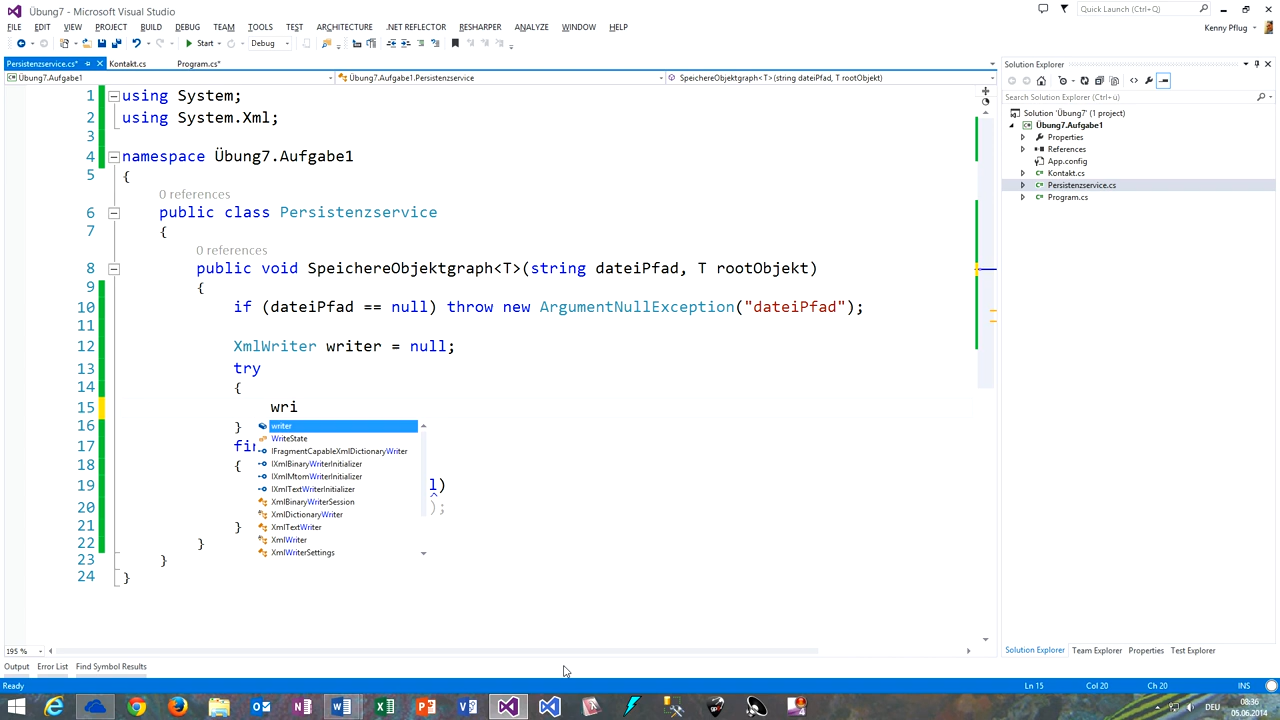 Übung7 - Microsoft Visual Studio
Quick Launch (Ctrl+Q)
FILE EDIT VIEW PROJECT BUILD DEBUG TEAM TOOLS TEST ARCHITECTURE .NET REFLECTOR RESHARPER ANALYZE WINDOW HELP
Kenny Pflug
Start Debug
Persistenzservice.cs* Kontakt.cs Program.cs*
Übung7.Aufgabe1 Übung7.Aufgabe1.Persistenzservice SpeichereObjektgraph<T>(string dateiPfad, T rootObjekt)
1 using System;
2 using System.Xml;
3
4 namespace Übung7.Aufgabe1
5 {
0 references
6 public class Persistenzservice
7 {
0 references
8 public void SpeichereObjektgraph<T>(string dateiPfad, T rootObjekt)
9 {
10 if (dateiPfad == null) throw new ArgumentNullException("dateiPfad");
11
12 XmlWriter writer = null;
13 try
14 {
15 wri
16 }
17 fi
18 {
19 l)
20 );
21 }
22 }
23 }
24 }
writer
WriteState
IFragmentCapableXmlDictionaryWriter
IXmlBinaryWriterInitializer
IXmlMtomWriterInitializer
IXmlTextWriterInitializer
XmlBinaryWriterSession
XmlDictionaryWriter
XmlTextWriter
XmlWriter
XmlWriterSettings
195 %
Output Error List Find Symbol Results
Ready
Ln 15 Col 20 Ch 20 INS
Solution Explorer
Search Solution Explorer (Ctrl+ü)
Solution 'Übung7' (1 project)
Übung7.Aufgabe1
Properties
References
App.config
Kontakt.cs
Persistenzservice.cs
Program.cs
Solution Explorer Team Explorer Properties Test Explorer
DEU
08:36
05.06.2014